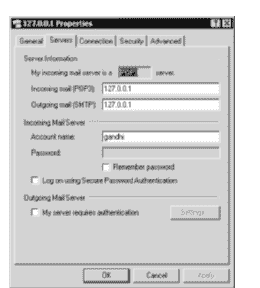 127.0.0.1 Properties
General Servers Connection Security Advanced
Server Information
My incoming mail server is a POP3 server.
Incoming mail (POP3): 127.0.0.1
Outgoing mail (SMTP): 127.0.0.1
Incoming Mail Server
Account name: gandhi
Password:
Remember password
Log on using Secure Password Authentication
Outgoing Mail Server
My server requires authentication Settings...
OK Cancel Apply